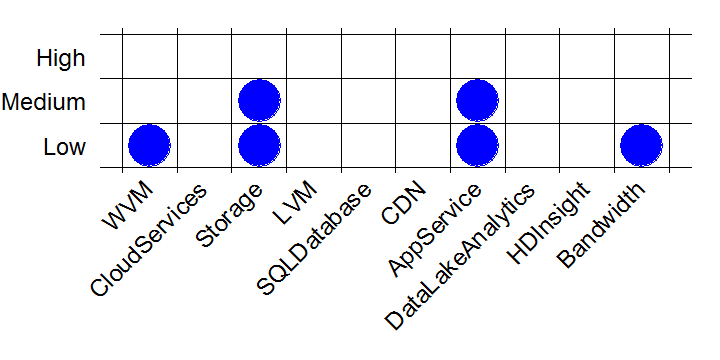 High
Medium
Low
WVM
CloudServices
Storage
LVM
SQLDatabase
CDN
AppService
DataLakeAnalytics
HDInsight
Bandwidth